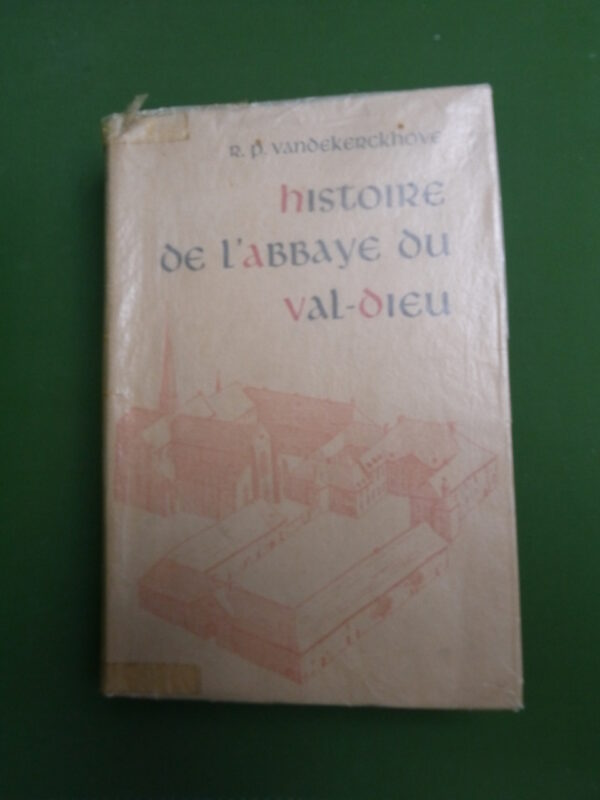 R. P. VANDEKERCKHOVE
hISTOIRE
DE L'ABBAYE DU
VAL-DIEU